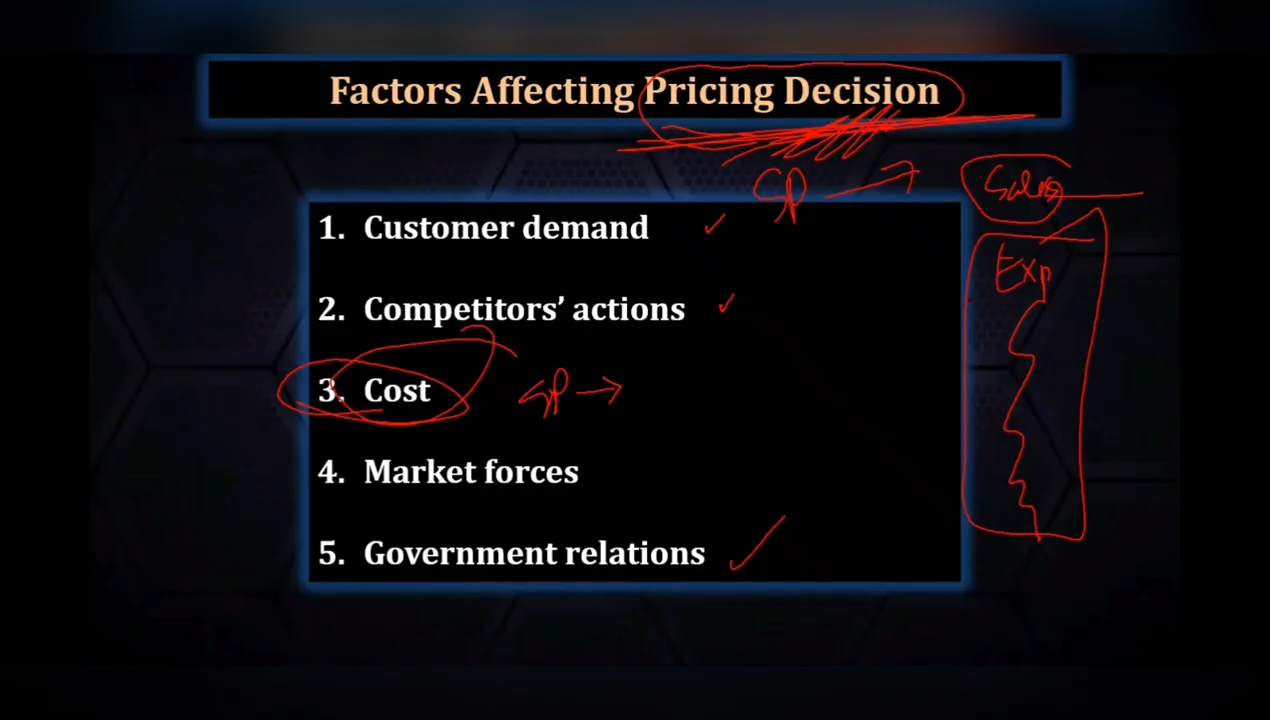 Factors Affecting Pricing Decision
SP → Sales
1. Customer demand ✓
Exp
2. Competitors’ actions ✓
3. Cost SP →
4. Market forces
5. Government relations ✓